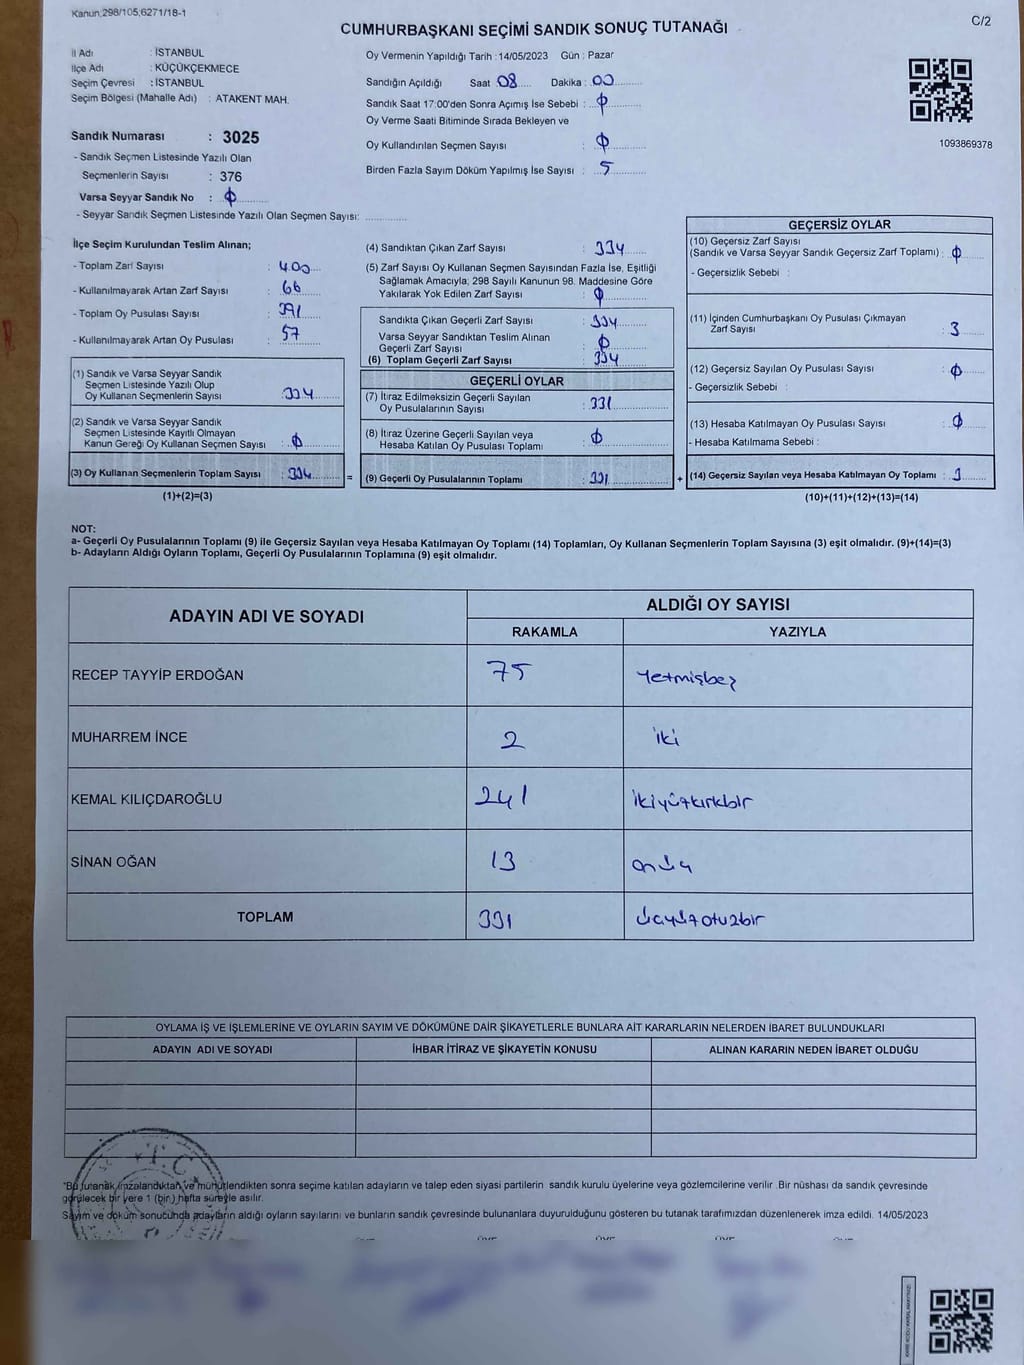 Kanun:298/105,6271/18-1
C/2
CUMHURBAŞKANI SEÇİMİ SANDIK SONUÇ TUTANAĞI
İl Adı : İSTANBUL
İlçe Adı : KÜÇÜKÇEKMECE
Seçim Çevresi : İSTANBUL
Seçim Bölgesi (Mahalle Adı) : ATAKENT MAH.
Oy Vermenin Yapıldığı Tarih : 14/05/2023 Gün : Pazar
Sandığın Açıldığı Saat 08 Dakika : 00
Sandık Saat 17:00'den Sonra Açımış İse Sebebi : Φ
Oy Verme Saati Bitiminde Sırada Bekleyen ve
Oy Kullandırılan Seçmen Sayısı : Φ
Birden Fazla Sayım Döküm Yapılmış İse Sayısı : 5
1093869378
Sandık Numarası : 3025
- Sandık Seçmen Listesinde Yazılı Olan
Seçmenlerin Sayısı : 376
Varsa Seyyar Sandık No : Φ
- Seyyar Sandık Seçmen Listesinde Yazılı Olan Seçmen Sayısı:
İlçe Seçim Kurulundan Teslim Alınan;
- Toplam Zarf Sayısı : 400
- Kullanılmayarak Artan Zarf Sayısı : 66
- Toplam Oy Pusulası Sayısı : 391
- Kullanılmayarak Artan Oy Pusulası : 57
(1) Sandık ve Varsa Seyyar Sandık
Seçmen Listesinde Yazılı Olup
Oy Kullanan Seçmenlerin Sayısı : 334
(2) Sandık ve Varsa Seyyar Sandık
Seçmen Listesinde Kayıtlı Olmayan
Kanun Gereği Oy Kullanan Seçmen Sayısı : Φ
(3) Oy Kullanan Seçmenlerin Toplam Sayısı : 334 =
(1)+(2)=(3)
(4) Sandıktan Çıkan Zarf Sayısı : 334
(5) Zarf Sayısı Oy Kullanan Seçmen Sayısından Fazla İse, Eşitliği
Sağlamak Amacıyla; 298 Sayılı Kanunun 98. Maddesine Göre
Yakılarak Yok Edilen Zarf Sayısı : Φ
Sandıkta Çıkan Geçerli Zarf Sayısı : 334
Varsa Seyyar Sandıktan Teslim Alınan
Geçerli Zarf Sayısı : Φ
(6) Toplam Geçerli Zarf Sayısı : 334
GEÇERLİ OYLAR
(7) İtiraz Edilmeksizin Geçerli Sayılan
Oy Pusulalarının Sayısı : 331
(8) İtiraz Üzerine Geçerli Sayılan veya
Hesaba Katılan Oy Pusulası Toplamı : Φ
(9) Geçerli Oy Pusulalarının Toplamı : 331 +
GEÇERSİZ OYLAR
(10) Geçersiz Zarf Sayısı
(Sandık ve Varsa Seyyar Sandık Geçersiz Zarf Toplamı) : Φ
- Geçersizlik Sebebi :
(11) İçinden Cumhurbaşkanı Oy Pusulası Çıkmayan
Zarf Sayısı : 3
(12) Geçersiz Sayılan Oy Pusulası Sayısı : Φ
- Geçersizlik Sebebi :
(13) Hesaba Katılmayan Oy Pusulası Sayısı : Φ
- Hesaba Katılmama Sebebi :
(14) Geçersiz Sayılan veya Hesaba Katılmayan Oy Toplamı : 3
(10)+(11)+(12)+(13)=(14)
NOT:
a- Geçerli Oy Pusulalarının Toplamı (9) ile Geçersiz Sayılan veya Hesaba Katılmayan Oy Toplamı (14) Toplamları, Oy Kullanan Seçmenlerin Toplam Sayısına (3) eşit olmalıdır. (9)+(14)=(3)
b- Adayların Aldığı Oyların Toplamı, Geçerli Oy Pusulalarının Toplamına (9) eşit olmalıdır.
ADAYIN ADI VE SOYADI
ALDIĞI OY SAYISI
RAKAMLA YAZIYLA
RECEP TAYYİP ERDOĞAN 75 Yetmişbeş
MUHARREM İNCE 2 iki
KEMAL KILIÇDAROĞLU 241 ikiyüzkırkbir
SİNAN OĞAN 13 onüç
TOPLAM 331 üçyüzotuzbir
OYLAMA İŞ VE İŞLEMLERİNE VE OYLARIN SAYIM VE DÖKÜMÜNE DAİR ŞİKAYETLERLE BUNLARA AİT KARARLARIN NELERDEN İBARET BULUNDUKLARI
ADAYIN ADI VE SOYADI İHBAR İTİRAZ VE ŞİKAYETİN KONUSU ALINAN KARARIN NEDEN İBARET OLDUĞU
T.C.
*Bu tutanak imzalandıktan ve mühürlendikten sonra seçime katılan adayların ve talep eden siyasi partilerin sandık kurulu üyelerine veya gözlemcilerine verilir .Bir nüshası da sandık çevresinde
görülecek bir yere 1 (bir) hafta süreyle asılır.
Sayım ve döküm sonucunda adayların aldığı oyların sayılarını ve bunların sandık çevresinde bulunanlara duyurulduğunu gösteren bu tutanak tarafımızdan düzenlenerek imza edildi. 14/05/2023